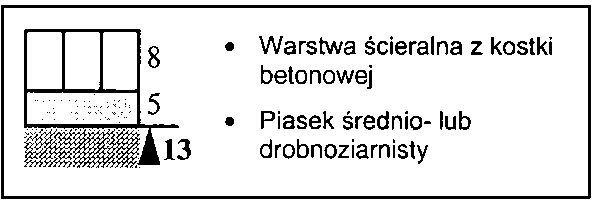 8
5
13
• Warstwa ścieralna z kostki
betonowej
• Piasek średnio- lub
drobnoziarnisty